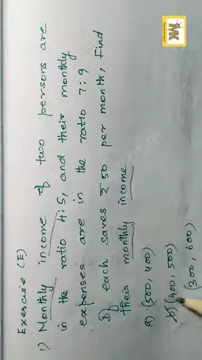 Exercise (E)
1) Monthly income of two persons are
in the ratio 4:5, and their monthly
expenses are in the ratio 7:9
If each saves ₹50 per month, find
their monthly income
a) (500, 400)
b) (400, 500)
(300, 600)
MK